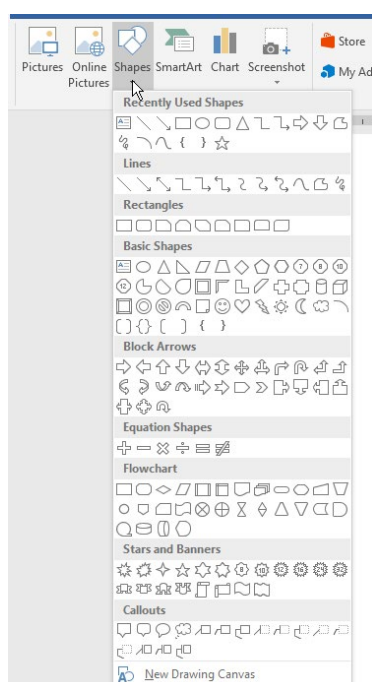 Pictures Online Shapes SmartArt Chart Screenshot
Pictures
Store
My Ad
Recently Used Shapes
Lines
Rectangles
Basic Shapes
Block Arrows
Equation Shapes
Flowchart
Stars and Banners
Callouts
New Drawing Canvas